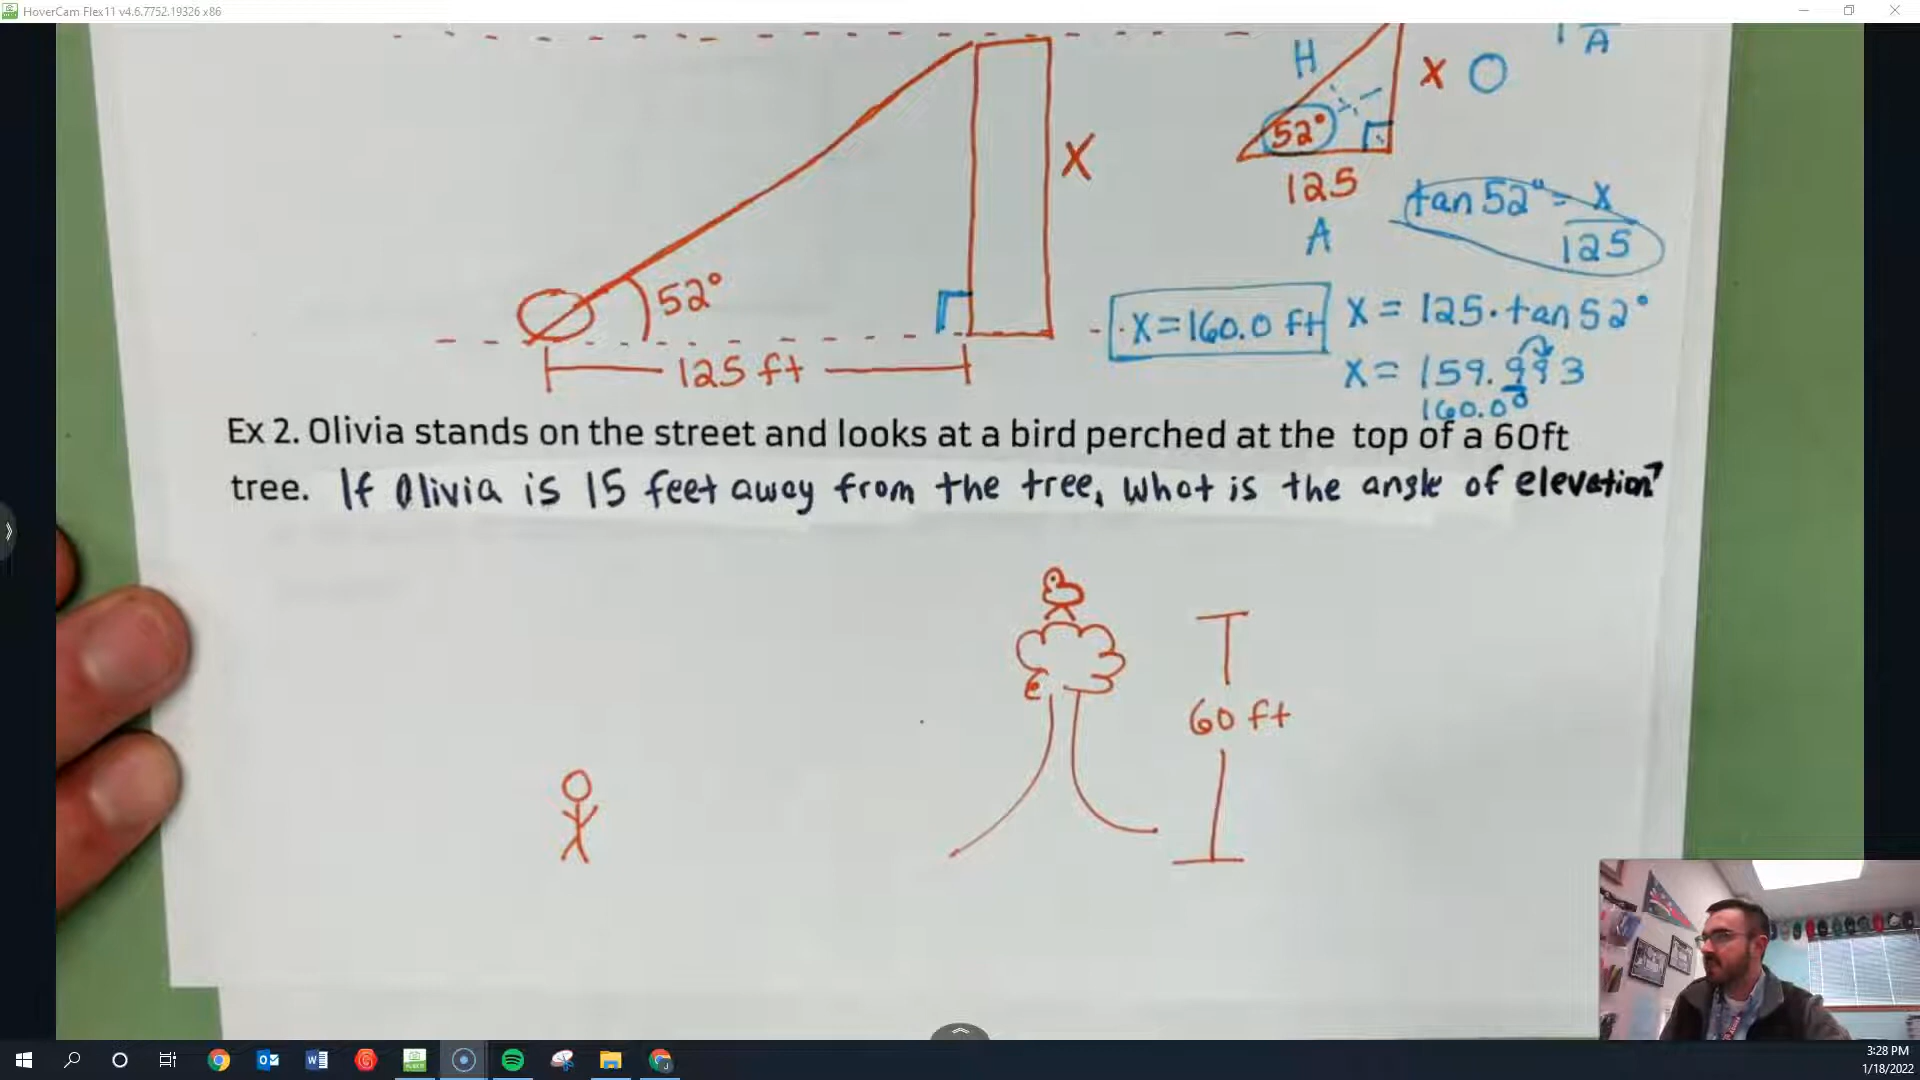 HoverCam Flex11 v4.6.7752.19326 x86
A
H
X O
52°
125
A
tan 52° = X
125
X
52°
125 ft
X = 160.0 ft
X = 125 · tan 52°
X = 159.993
160.0
Ex 2. Olivia stands on the street and looks at a bird perched at the top of a 60ft
tree. If Olivia is 15 feet away from the tree, what is the angle of elevation?
60 ft
3:28 PM
1/18/2022